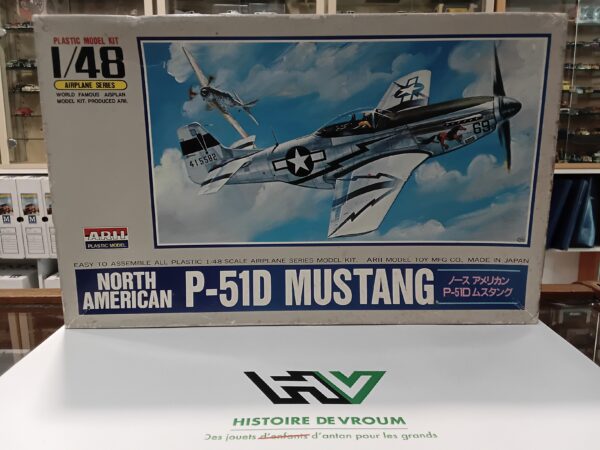 PLASTIC MODEL KIT
1/48
AIRPLANE SERIES
WORLD FAMOUS AIRPLAN
MODEL KIT. PRODUCED ARII.
415592
69
ARII
PLASTIC MODEL
EASY TO ASSEMBLE ALL PLASTIC 1:48 SCALE AIRPLANE SERIES MODEL KIT. ARII MODEL TOY MFG CO., MADE IN JAPAN
NORTH AMERICAN P-51D MUSTANG
ノース アメリカン
P-51D ムスタング
HV
HISTOIRE DE VROUM
Des jouets d'enfants d'antan pour les grands